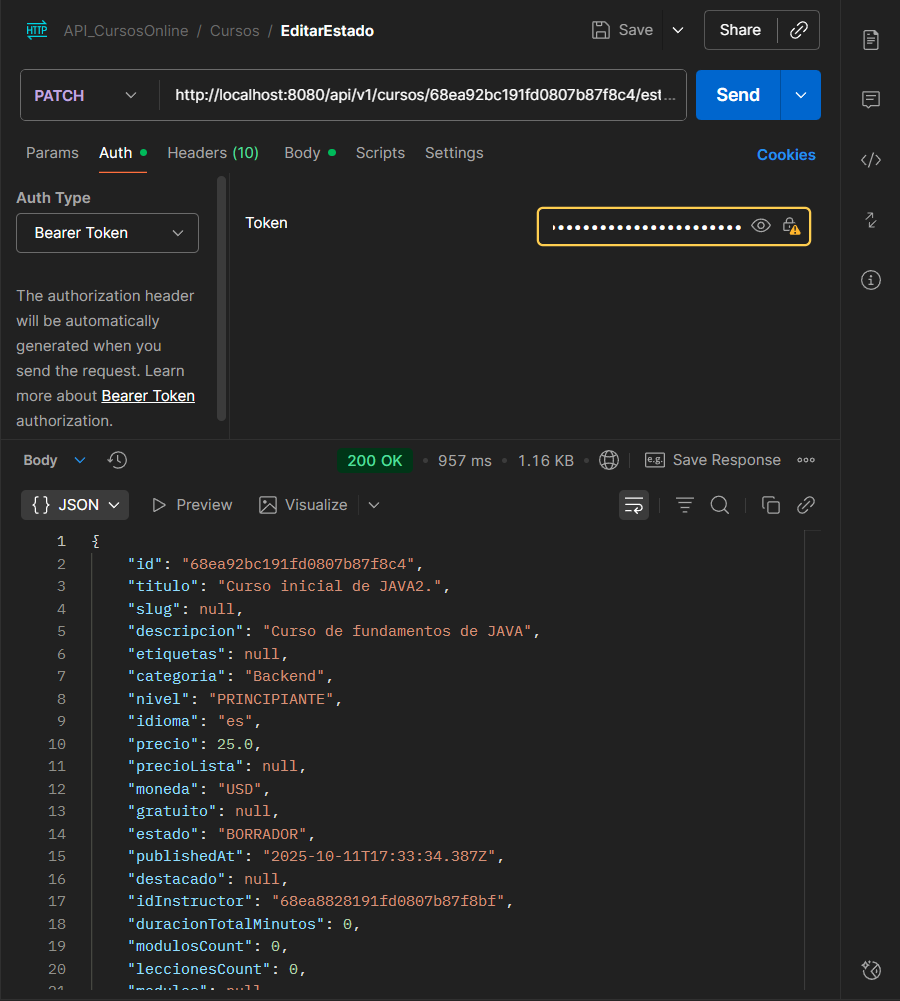 HTTP API_CursosOnline / Cursos / EditarEstado Save Share
PATCH http://localhost:8080/api/v1/cursos/68ea92bc191fd0807b87f8c4/est... Send
Params Auth Headers (10) Body Scripts Settings Cookies
Auth Type
Bearer Token
Token
The authorization header
will be automatically
generated when you
send the request. Learn
more about Bearer Token
authorization.
Body 200 OK 957 ms 1.16 KB e.g. Save Response
{} JSON Preview Visualize
1 {
2 "id": "68ea92bc191fd0807b87f8c4",
3 "titulo": "Curso inicial de JAVA2.",
4 "slug": null,
5 "descripcion": "Curso de fundamentos de JAVA",
6 "etiquetas": null,
7 "categoria": "Backend",
8 "nivel": "PRINCIPIANTE",
9 "idioma": "es",
10 "precio": 25.0,
11 "precioLista": null,
12 "moneda": "USD",
13 "gratuito": null,
14 "estado": "BORRADOR",
15 "publishedAt": "2025-10-11T17:33:34.387Z",
16 "destacado": null,
17 "idInstructor": "68ea8828191fd0807b87f8bf",
18 "duracionTotalMinutos": 0,
19 "modulosCount": 0,
20 "leccionesCount": 0,
21 "modulos": null